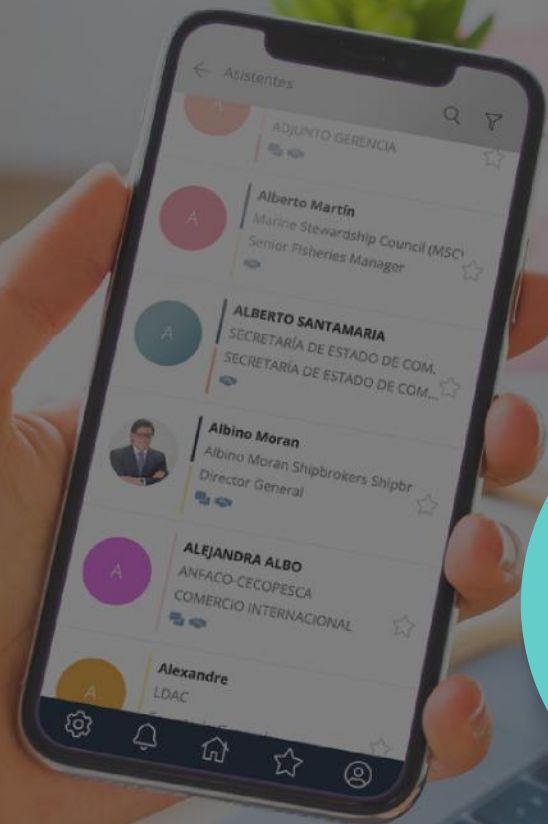 Asistentes
A
ADJUNTO GERENCIA
A
Alberto Martín
Marine Stewardship Council (MSC)
Senior Fisheries Manager
A
ALBERTO SANTAMARIA
SECRETARÍA DE ESTADO DE COM.
SECRETARÍA DE ESTADO DE COM...
Albino Moran
Albino Moran Shipbrokers Shipbr
Director General
A
ALEJANDRA ALBO
ANFACO-CECOPESCA
COMERCIO INTERNACIONAL
A
Alexandre
LDAC